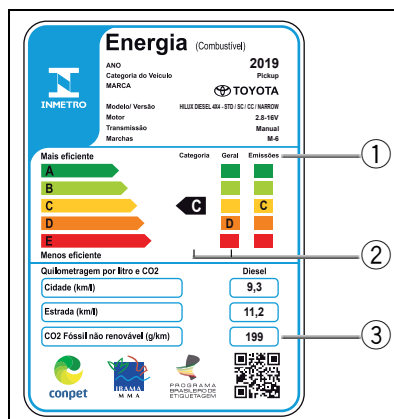 Energia (Combustível)
ANO 2019
Categoria do Veículo Pickup
MARCA TOYOTA
INMETRO
Modelo/ Versão HILUX DIESEL 4X4 - STD / SC / CC / NARROW
Motor 2.8-16V
Transmissão Manual
Marchas M-6
Mais eficiente Categoria Geral Emissões 1
A
B
C C C
D D
E
Menos eficiente 2
Quilometragem por litro e CO2 Diesel
Cidade (km/l) 9,3
Estrada (km/l) 11,2
CO2 Fóssil não renovável (g/km) 199 3
conpet
IBAMA
M M A
PROGRAMA
BRASILEIRO DE
ETIQUETAGEM